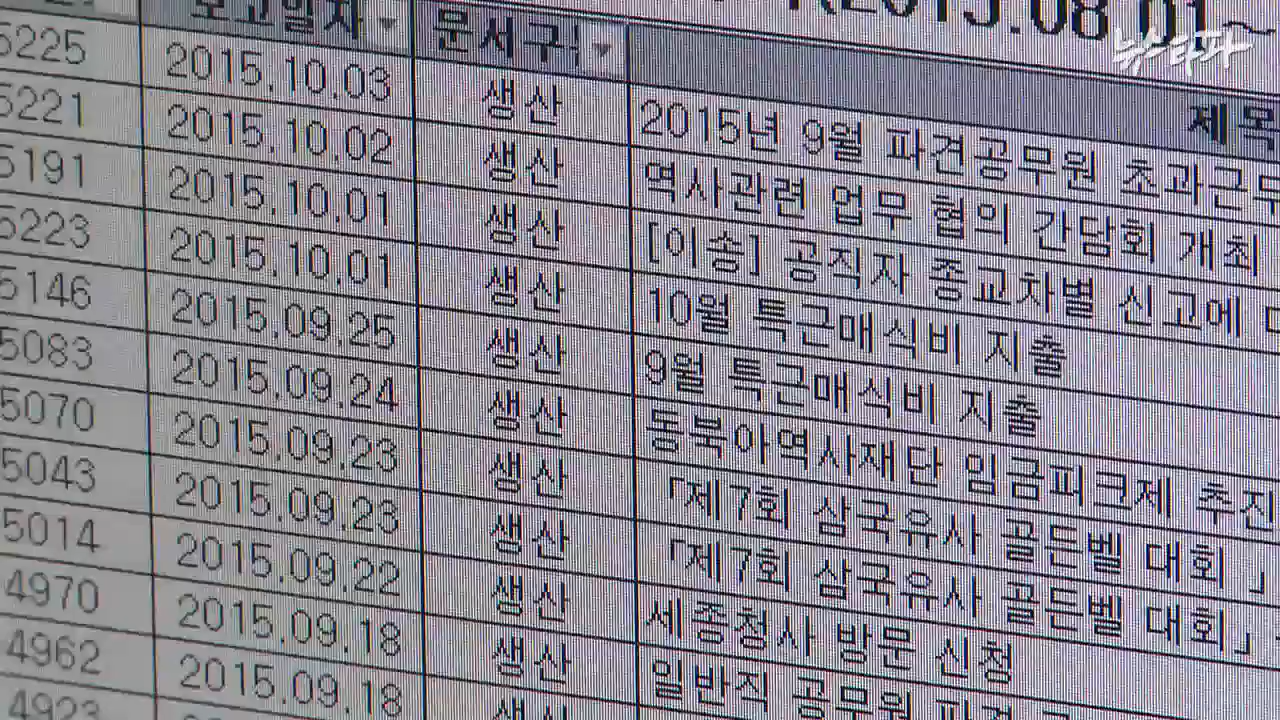 2015.08.01~
뉴스타파
보고일자 문서구분 제목
5225 2015.10.03 생산 2015년 9월 파견공무원 초과근무
5221 2015.10.02 생산 역사관련 업무 협의 간담회 개최
5191 2015.10.01 생산 [이송] 공직자 종교차별 신고에
5223 2015.10.01 생산 10월 특근매식비 지출
5146 2015.09.25 생산 9월 특근매식비 지출
5083 2015.09.24 생산 동북아역사재단 임금피크제 추진
5070 2015.09.23 생산 「제7회 삼국유사 골든벨 대회 」
5043 2015.09.23 생산 「제7회 삼국유사 골든벨 대회」
5014 2015.09.22 생산 세종청사 방문 신청
4970 2015.09.18 생산 일반직 공무원 파견
4962 2015.09.18 생산
4923